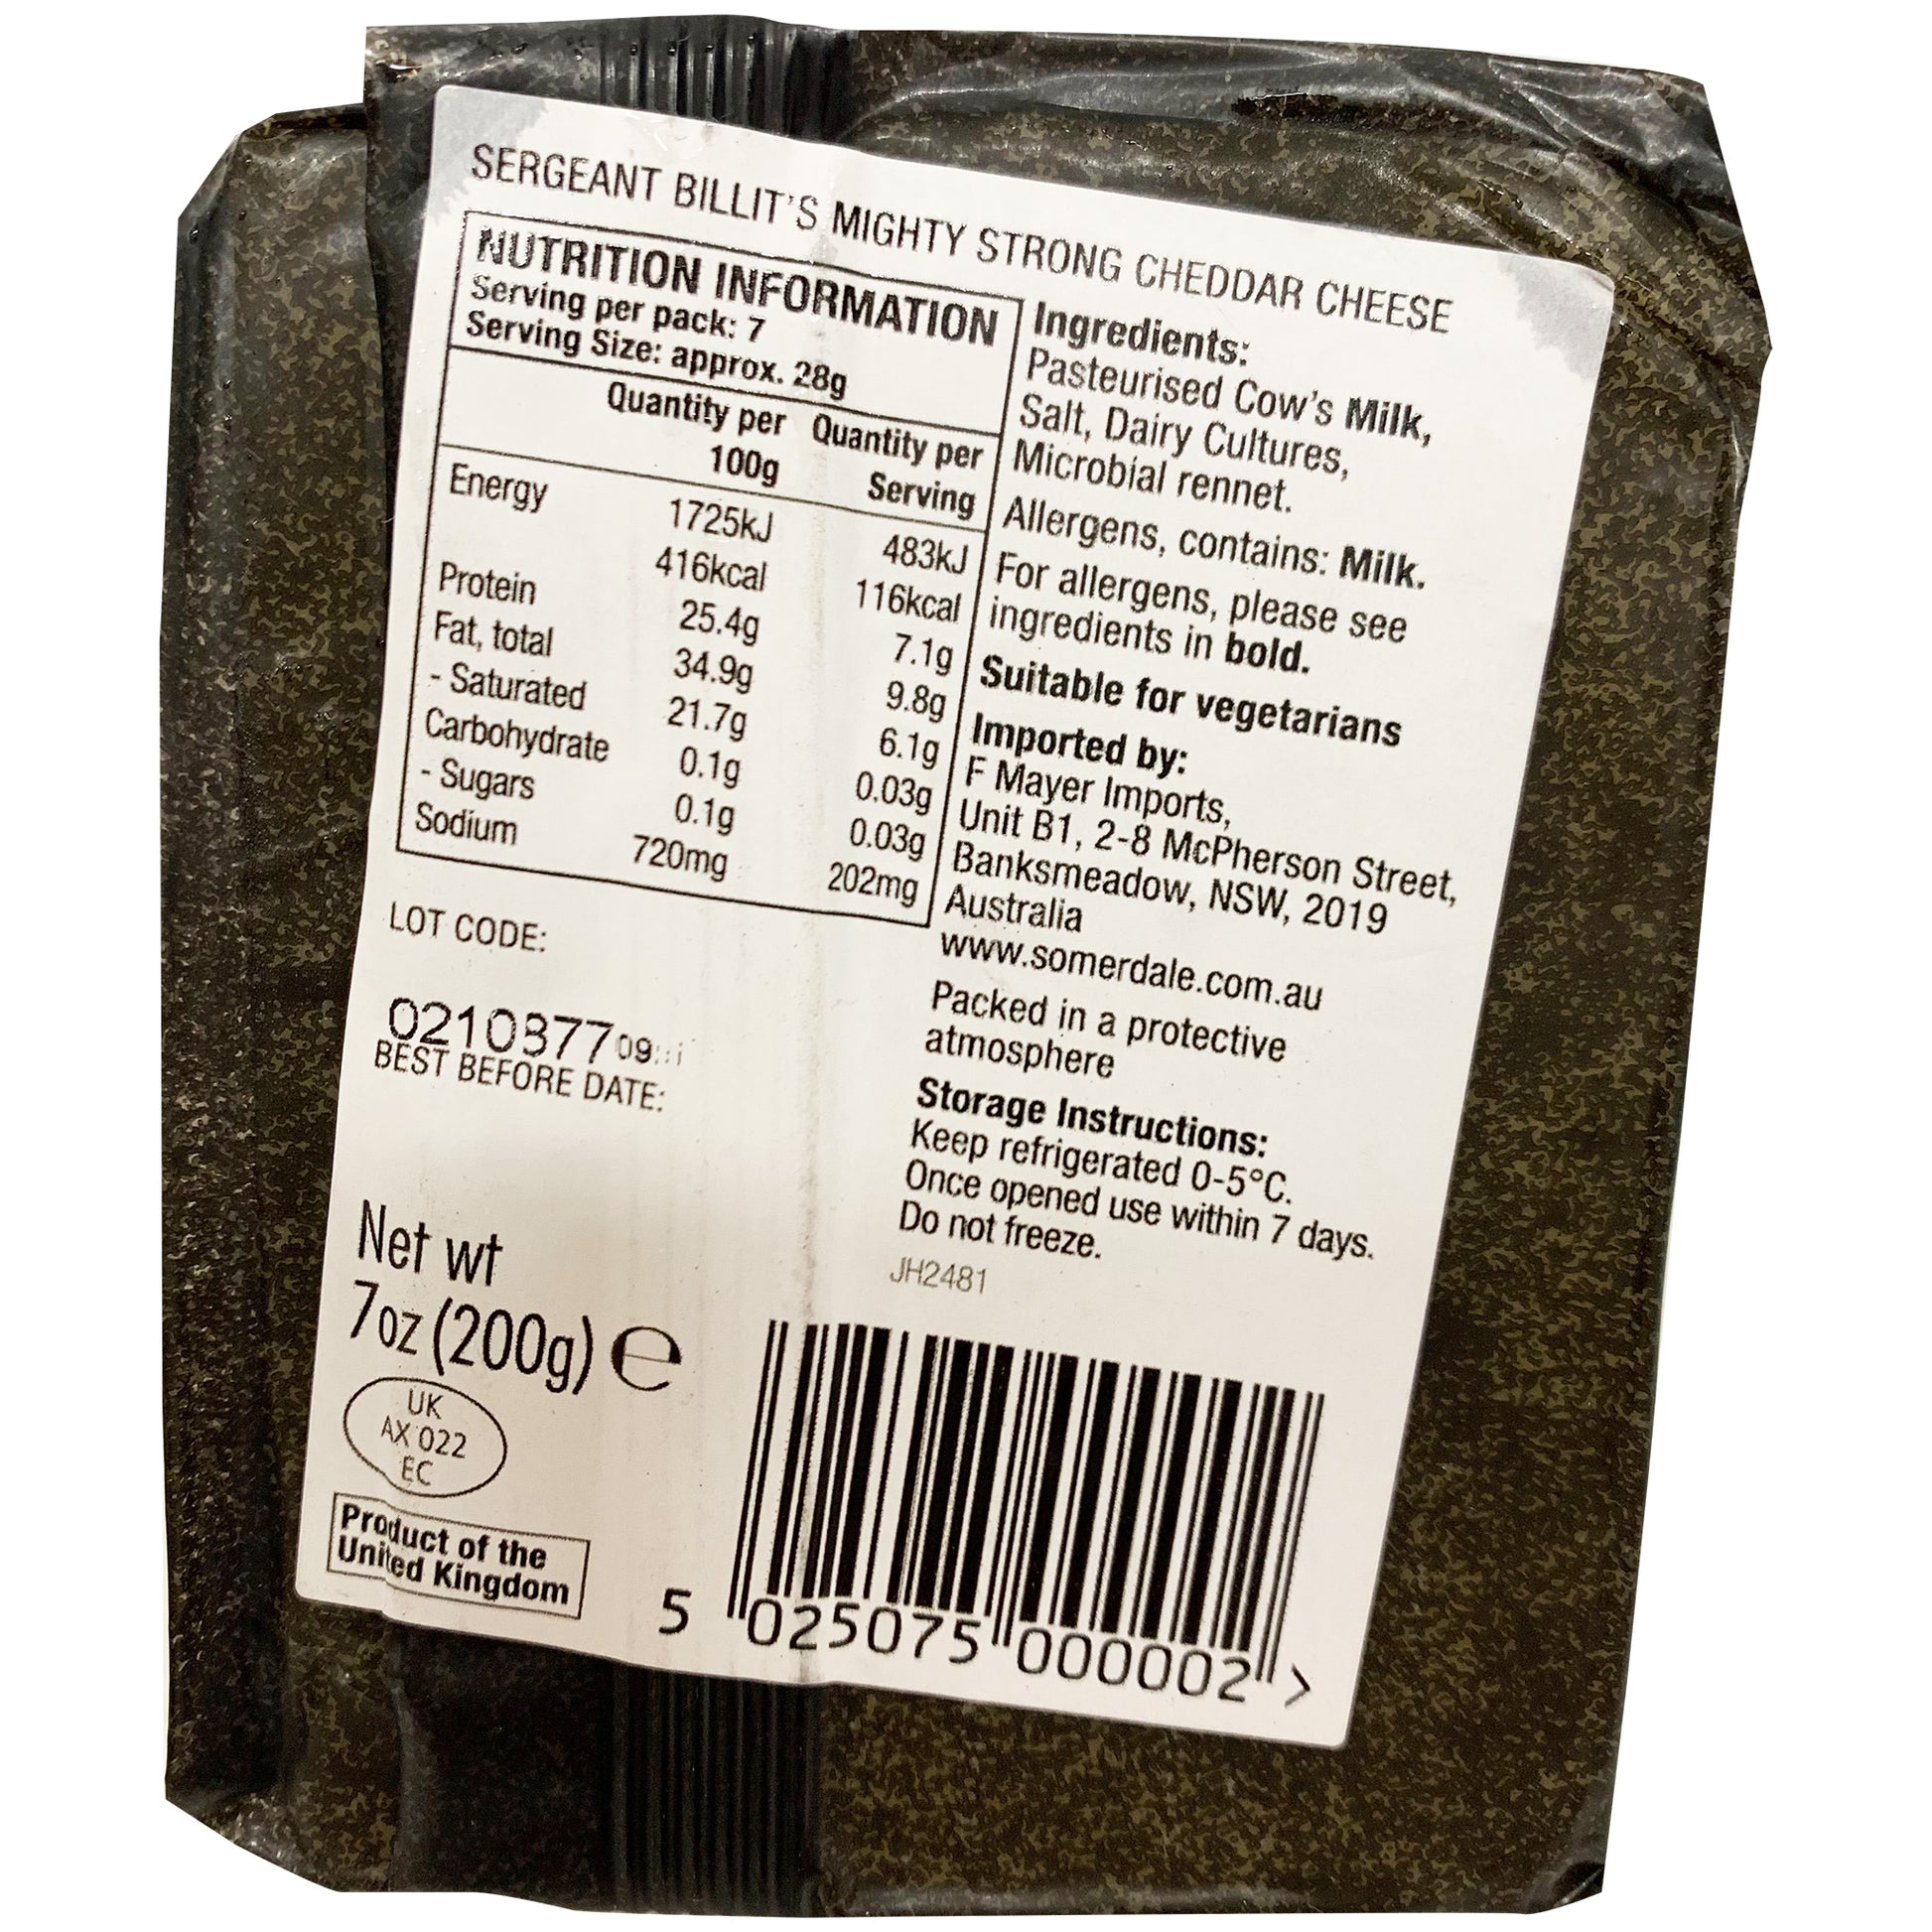 SERGEANT BILLIT'S MIGHTY STRONG CHEDDAR CHEESE
NUTRITION INFORMATION
Serving per pack: 7
Serving Size: approx. 28g
Quantity per 100g Quantity per Serving
Energy 1725kJ 483kJ
416kcal 116kcal
Protein 25.4g 7.1g
Fat, total 34.9g 9.8g
- Saturated 21.7g 6.1g
Carbohydrate 0.1g 0.03g
- Sugars 0.1g 0.03g
Sodium 720mg 202mg
Ingredients:
Pasteurised Cow's Milk,
Salt, Dairy Cultures,
Microbial rennet.
Allergens, contains: Milk.
For allergens, please see
ingredients in bold.
Suitable for vegetarians
Imported by:
F Mayer Imports,
Unit B1, 2-8 McPherson Street,
Banksmeadow, NSW, 2019
Australia
www.somerdale.com.au
Packed in a protective
atmosphere
Storage Instructions:
Keep refrigerated 0-5°C.
Once opened use within 7 days.
Do not freeze.
JH2481
LOT CODE:
0210377
BEST BEFORE DATE:
Net wt
7oz (200g) e
UK
AX 022
EC
Product of the
United Kingdom
5 025075 000002 >